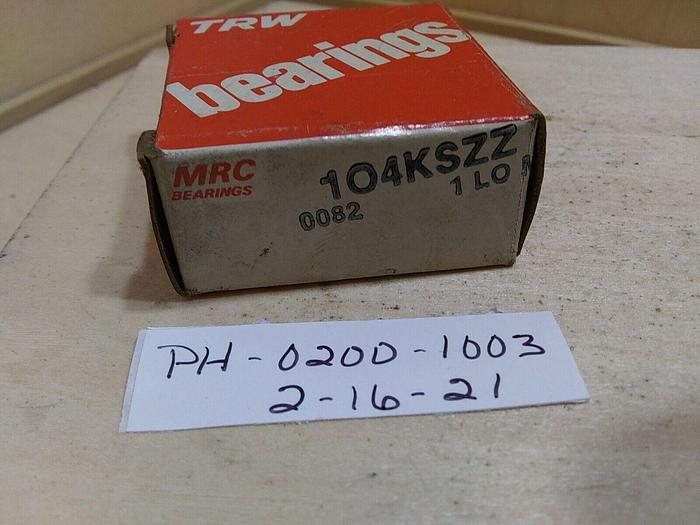 TRW
bearings
MRC
BEARINGS
104KSZZ
0082
1 LO
PH-0200-1003
2-16-21